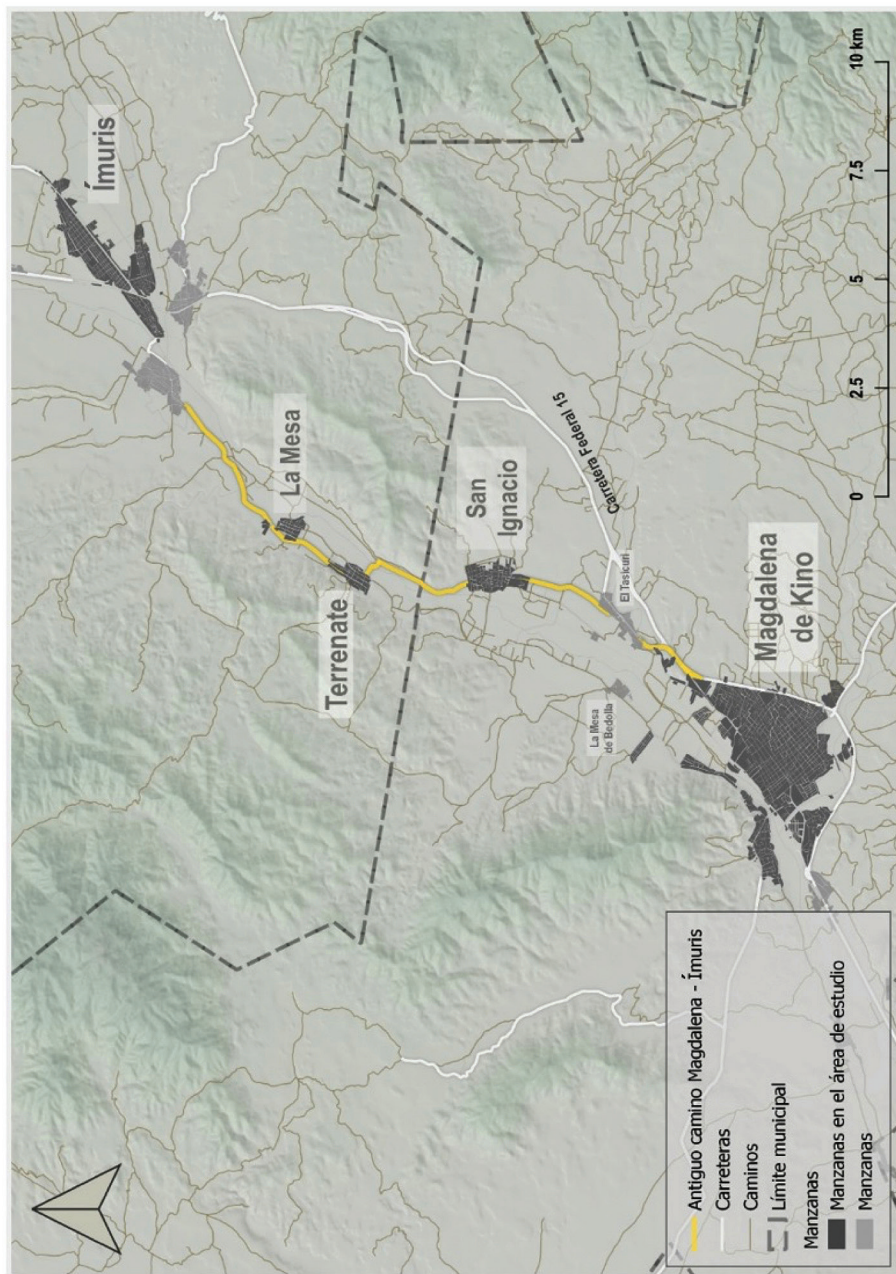 Ímuris
La Mesa
Terrenate
San
Ignacio
Carretera Federal 15
El Tasicuri
La Mesa
de Bedolla
Magdalena
de Kino
0
2.5
5
7.5
10 km
Antiguo camino Magdalena - Ímuris
Carreteras
Caminos
Límite municipal
Manzanas
Manzanas en el área de estudio
Manzanas